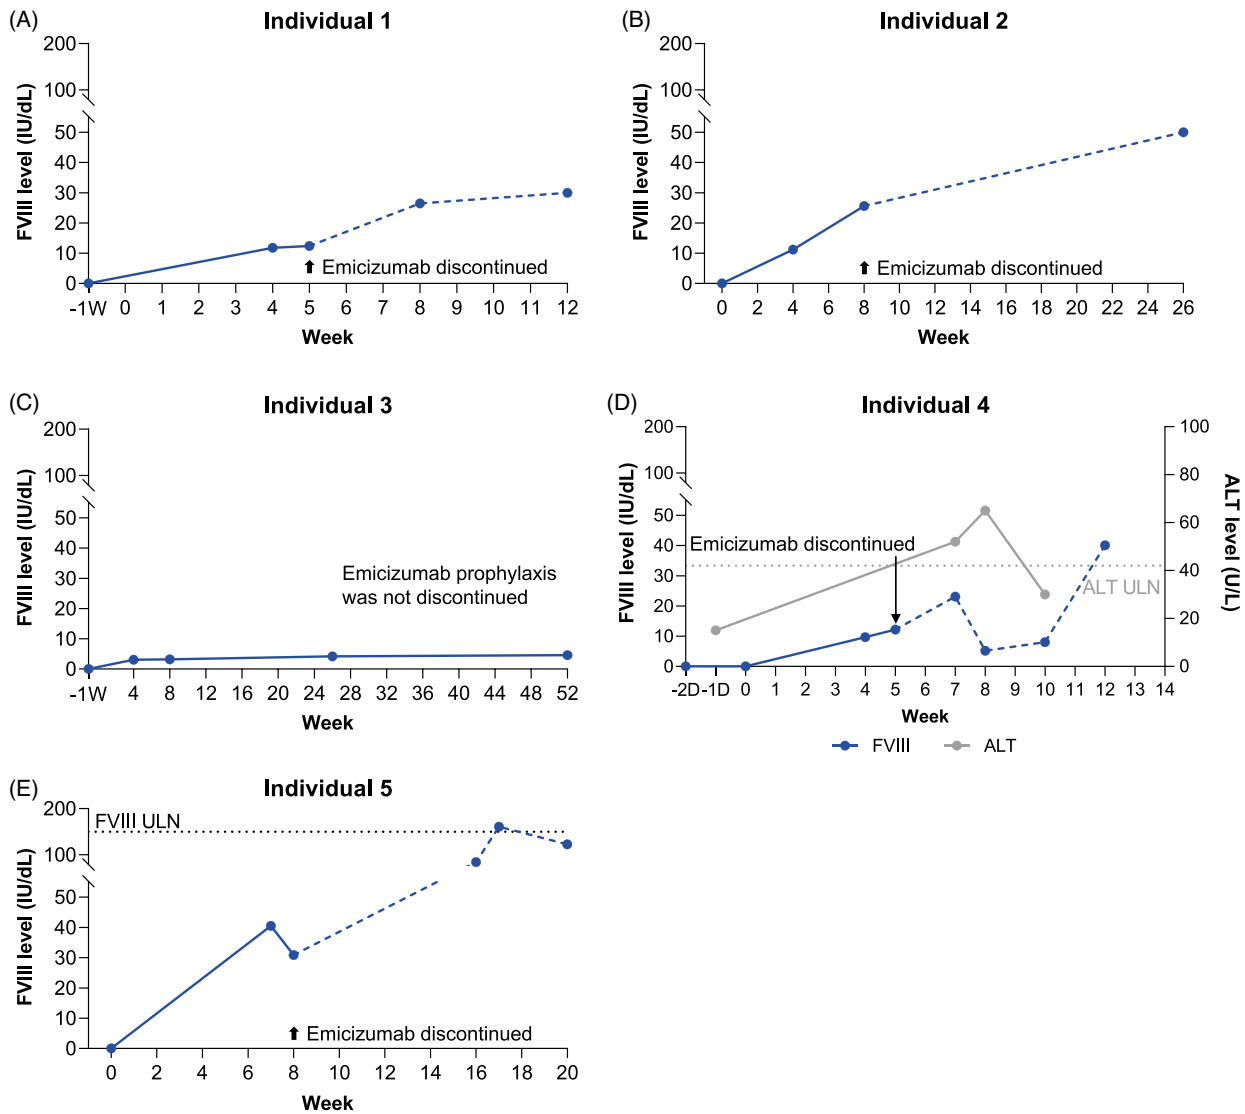 (A)
Individual 1
200
100
50
40
30
20
10
0
FVIII level (IU/dL)
Emicizumab discontinued
-1W 0 1 2 3 4 5 6 7 8 9 10 11 12
Week
(B)
Individual 2
200
100
50
40
30
20
10
0
FVIII level (IU/dL)
Emicizumab discontinued
0 2 4 6 8 10 12 14 16 18 20 22 24 26
Week
(C)
Individual 3
200
100
50
40
30
20
10
0
FVIII level (IU/dL)
Emicizumab prophylaxis
was not discontinued
-1W 4 8 12 16 20 24 28 32 36 40 44 48 52
Week
(D)
Individual 4
200
100
50
40
30
20
10
0
FVIII level (IU/dL)
Emicizumab discontinued
ALT ULN
100
80
60
40
20
0
ALT level (U/L)
-2D -1D 0 1 2 3 4 5 6 7 8 9 10 11 12 13 14
Week
FVIII ALT
(E)
Individual 5
200
100
50
40
30
20
10
0
FVIII level (IU/dL)
FVIII ULN
Emicizumab discontinued
0 2 4 6 8 10 12 14 16 18 20
Week